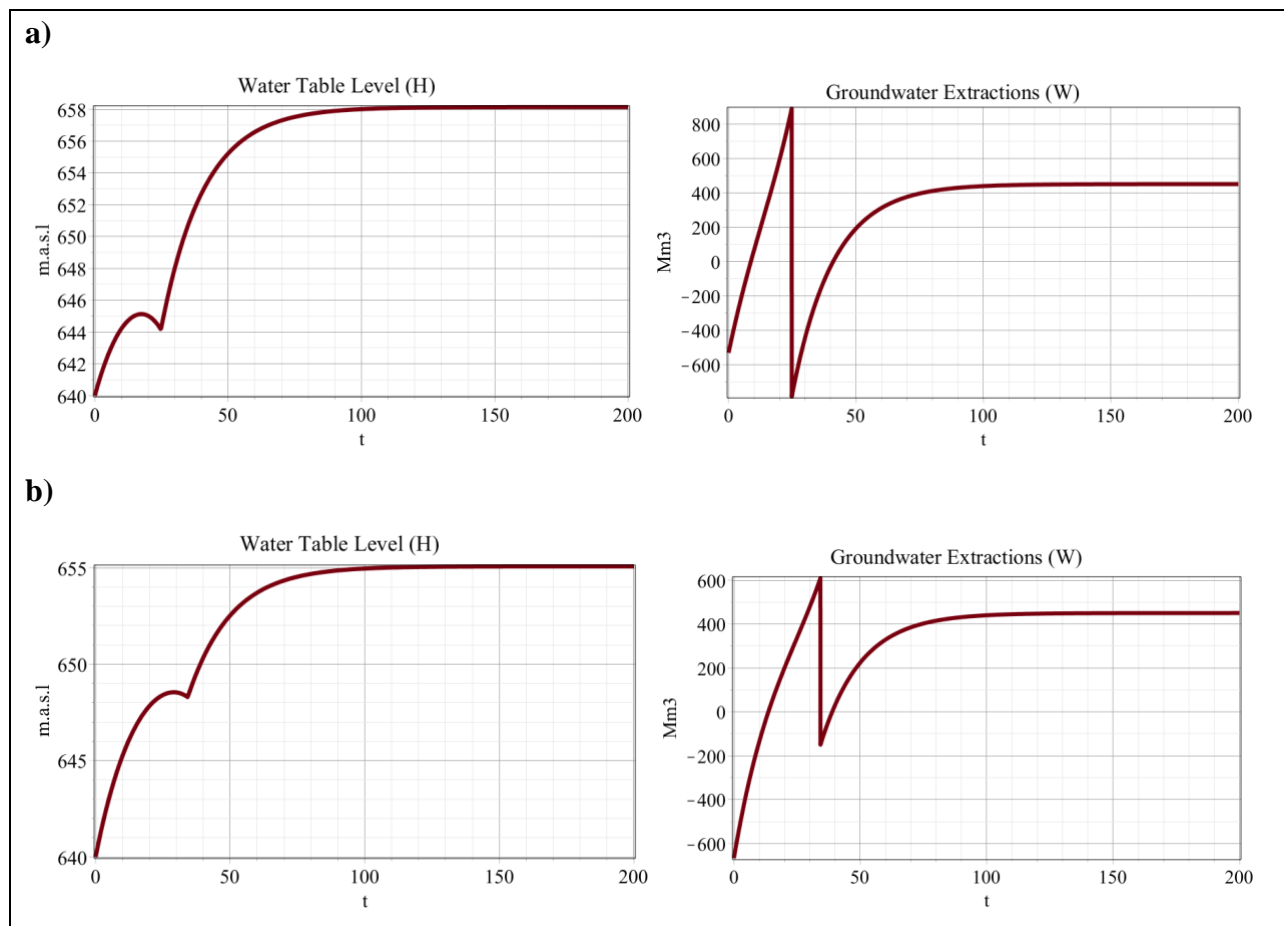 a)
Water Table Level (H)
658
656
654
652
650
648
646
644
642
640
m.a.s.l
0 50 100 150 200
t
Groundwater Extractions (W)
800
600
400
200
0
−200
−400
−600
Mm3
0 50 100 150 200
t
b)
Water Table Level (H)
655
650
645
640
m.a.s.l
0 50 100 150 200
t
Groundwater Extractions (W)
600
400
200
0
−200
−400
−600
Mm3
0 50 100 150 200
t